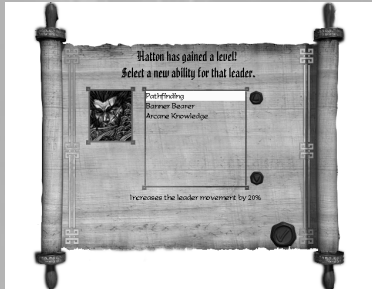 Hatton has gained a level!
Select a new ability for that leader.
Pathfinding
Banner Bearer
Arcane Knowledge
Increases the leader movement by 20%